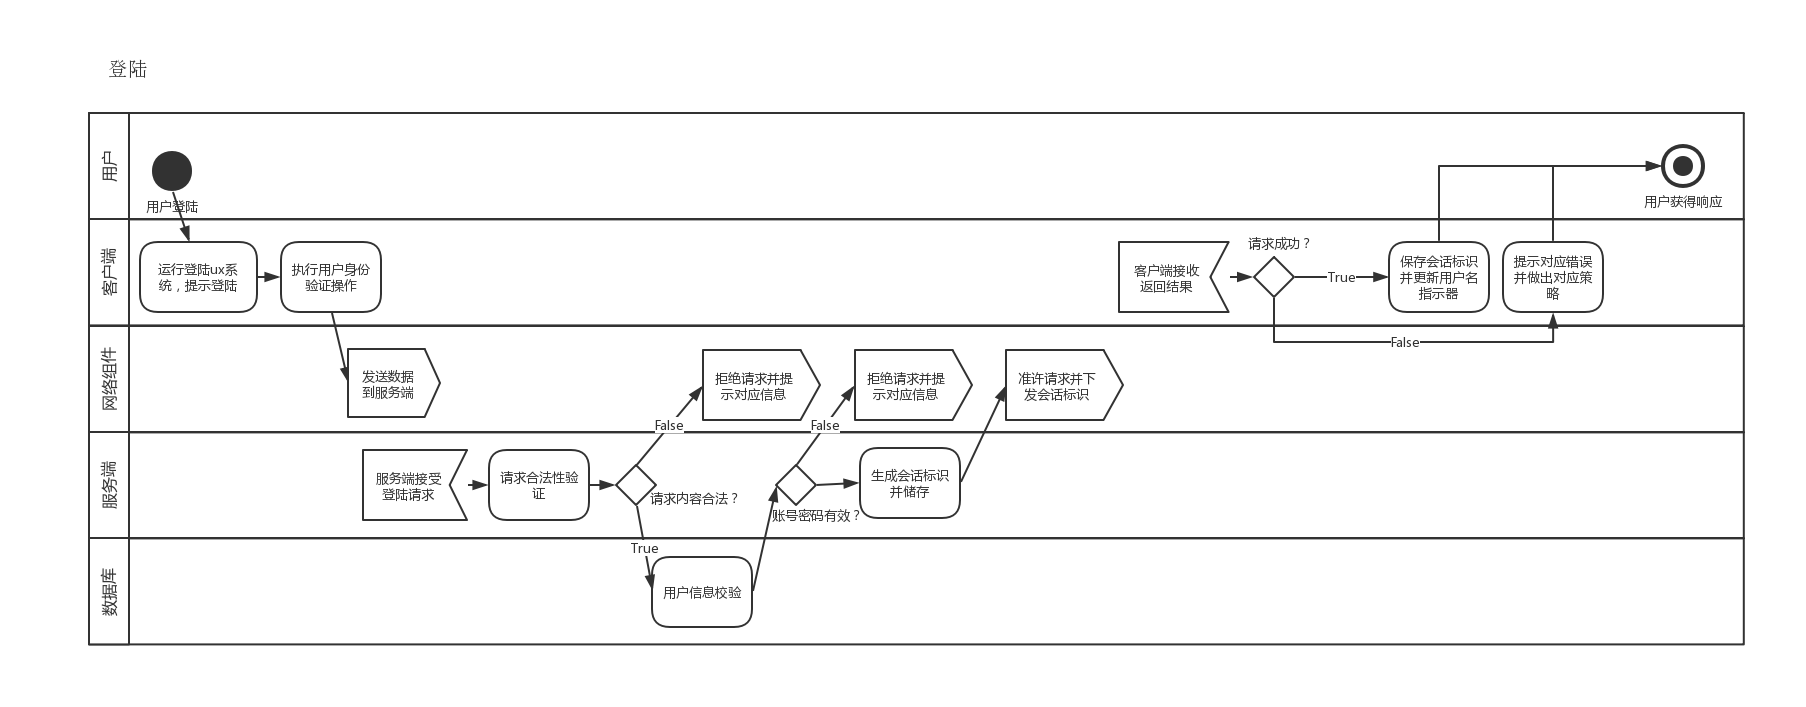 登陆
用户
用户登陆
用户获得响应
客户端
运行登陆ux系
统，提示登陆
执行用户身份
验证操作
客户端接收
返回结果
请求成功？
True
保存会话标识
并更新用户名
指示器
提示对应错误
并做出对应策
略
False
网络组件
发送数据
到服务端
拒绝请求并提
示对应信息
拒绝请求并提
示对应信息
准许请求并下
发会话标识
False
False
服务端
服务端接受
登陆请求
请求合法性验
证
请求内容合法？
账号密码有效？
生成会话标识
并储存
True
数据库
用户信息校验